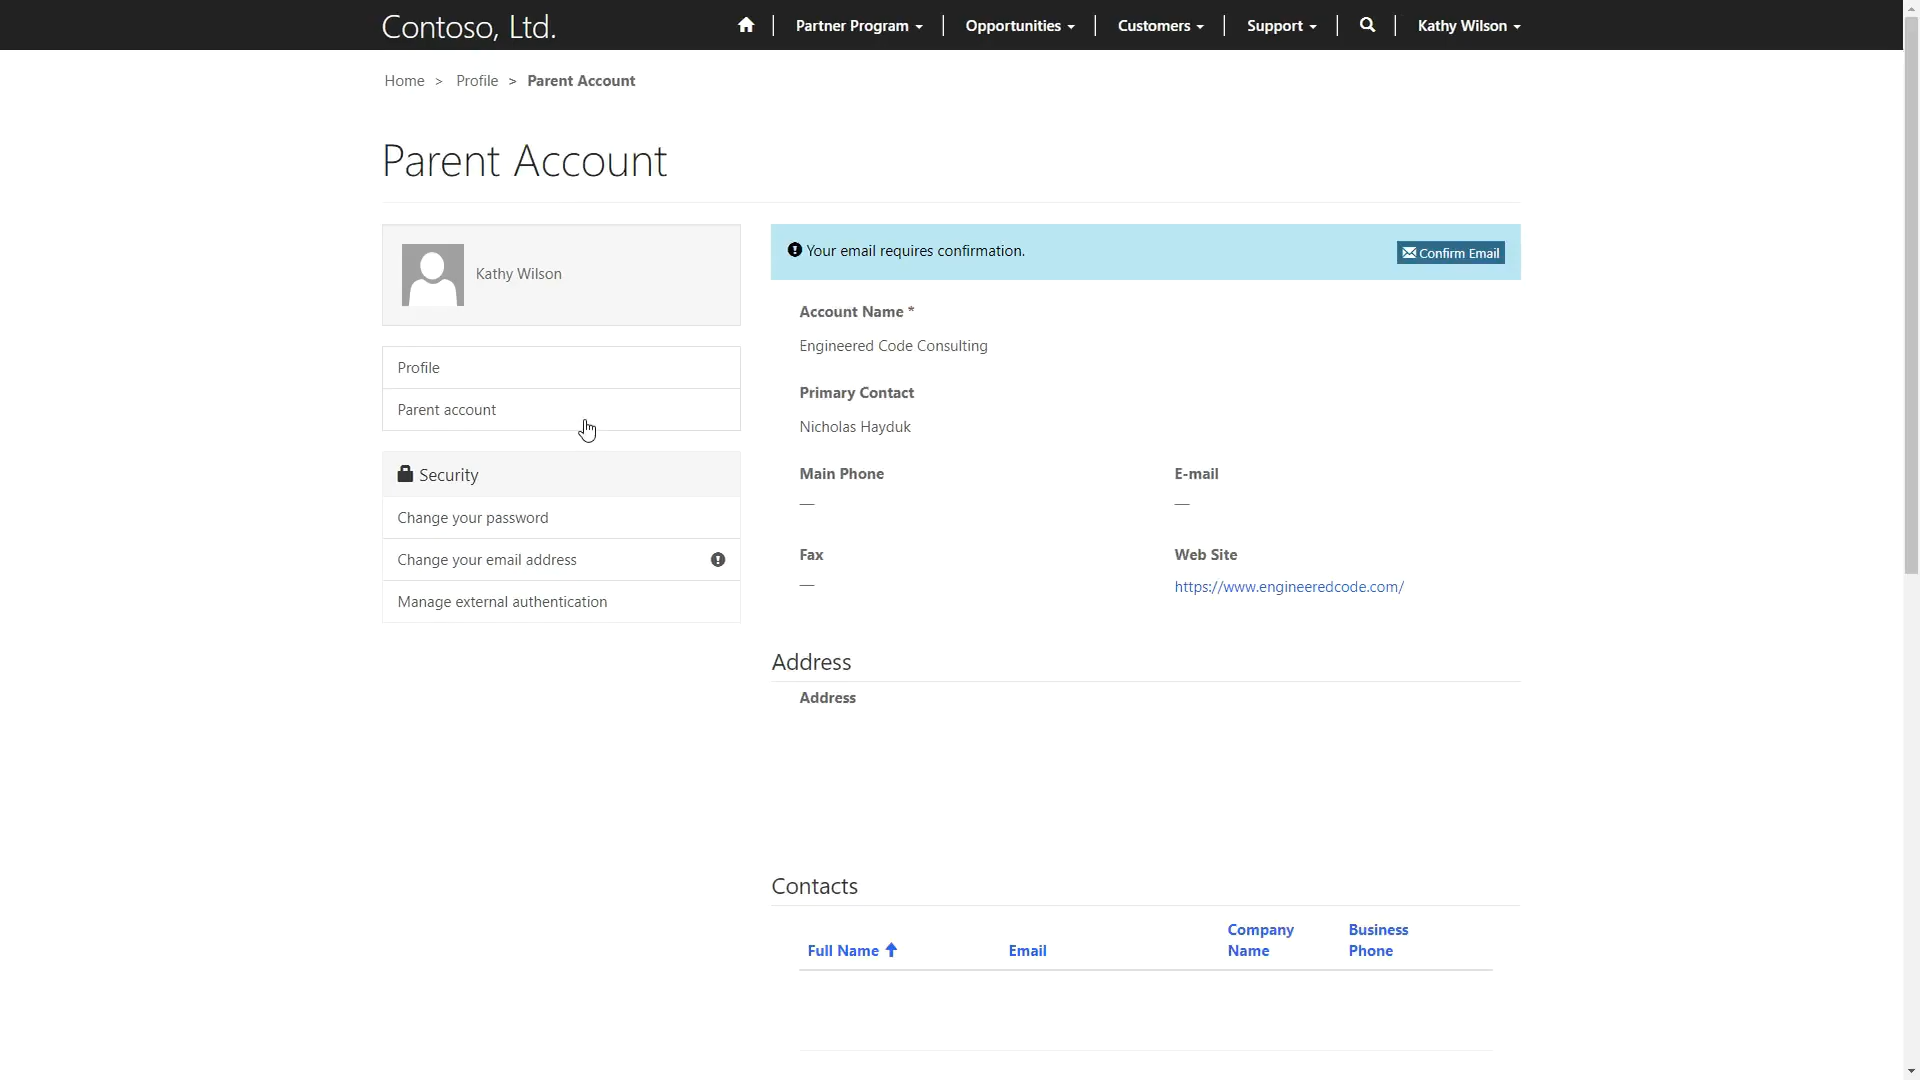 Contoso, Ltd.
Partner Program
Opportunities
Customers
Support
Kathy Wilson
Home > Profile > Parent Account
Parent Account
Kathy Wilson
Profile
Parent account
Security
Change your password
Change your email address
Manage external authentication
Your email requires confirmation.
Confirm Email
Account Name *
Engineered Code Consulting
Primary Contact
Nicholas Hayduk
Main Phone
—
E-mail
—
Fax
—
Web Site
https://www.engineeredcode.com/
Address
Address
Contacts
Full Name
Email
Company
Name
Business
Phone